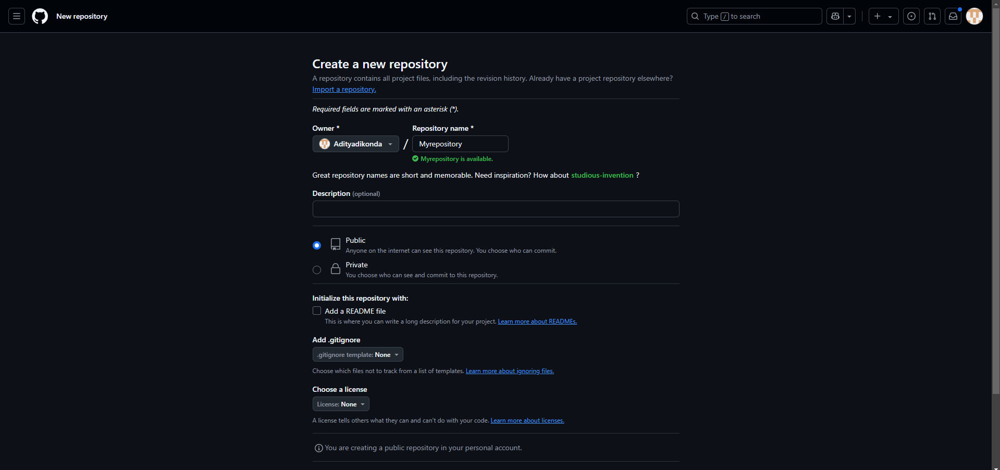 New repository
Type / to search
Create a new repository
A repository contains all project files, including the revision history. Already have a project repository elsewhere?
Import a repository.
Required fields are marked with an asterisk (*).
Owner * Repository name *
Adityadikonda / Myrepository
Myrepository is available.
Great repository names are short and memorable. Need inspiration? How about studious-invention ?
Description (optional)
Public
Anyone on the internet can see this repository. You choose who can commit.
Private
You choose who can see and commit to this repository.
Initialize this repository with:
Add a README file
This is where you can write a long description for your project. Learn more about READMEs.
Add .gitignore
.gitignore template: None
Choose which files not to track from a list of templates. Learn more about ignoring files.
Choose a license
License: None
A license tells others what they can and can't do with your code. Learn more about licenses.
You are creating a public repository in your personal account.